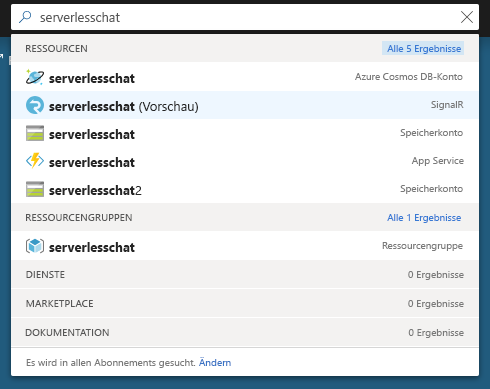 serverlesschat
RESSOURCEN Alle 5 Ergebnisse
serverlesschat Azure Cosmos DB-Konto
serverlesschat (Vorschau) SignalR
serverlesschat Speicherkonto
serverlesschat App Service
serverlesschat2 Speicherkonto
RESSOURCENGRUPPEN Alle 1 Ergebnisse
serverlesschat Ressourcengruppe
DIENSTE 0 Ergebnisse
MARKETPLACE 0 Ergebnisse
DOKUMENTATION 0 Ergebnisse
Es wird in allen Abonnements gesucht. Ändern